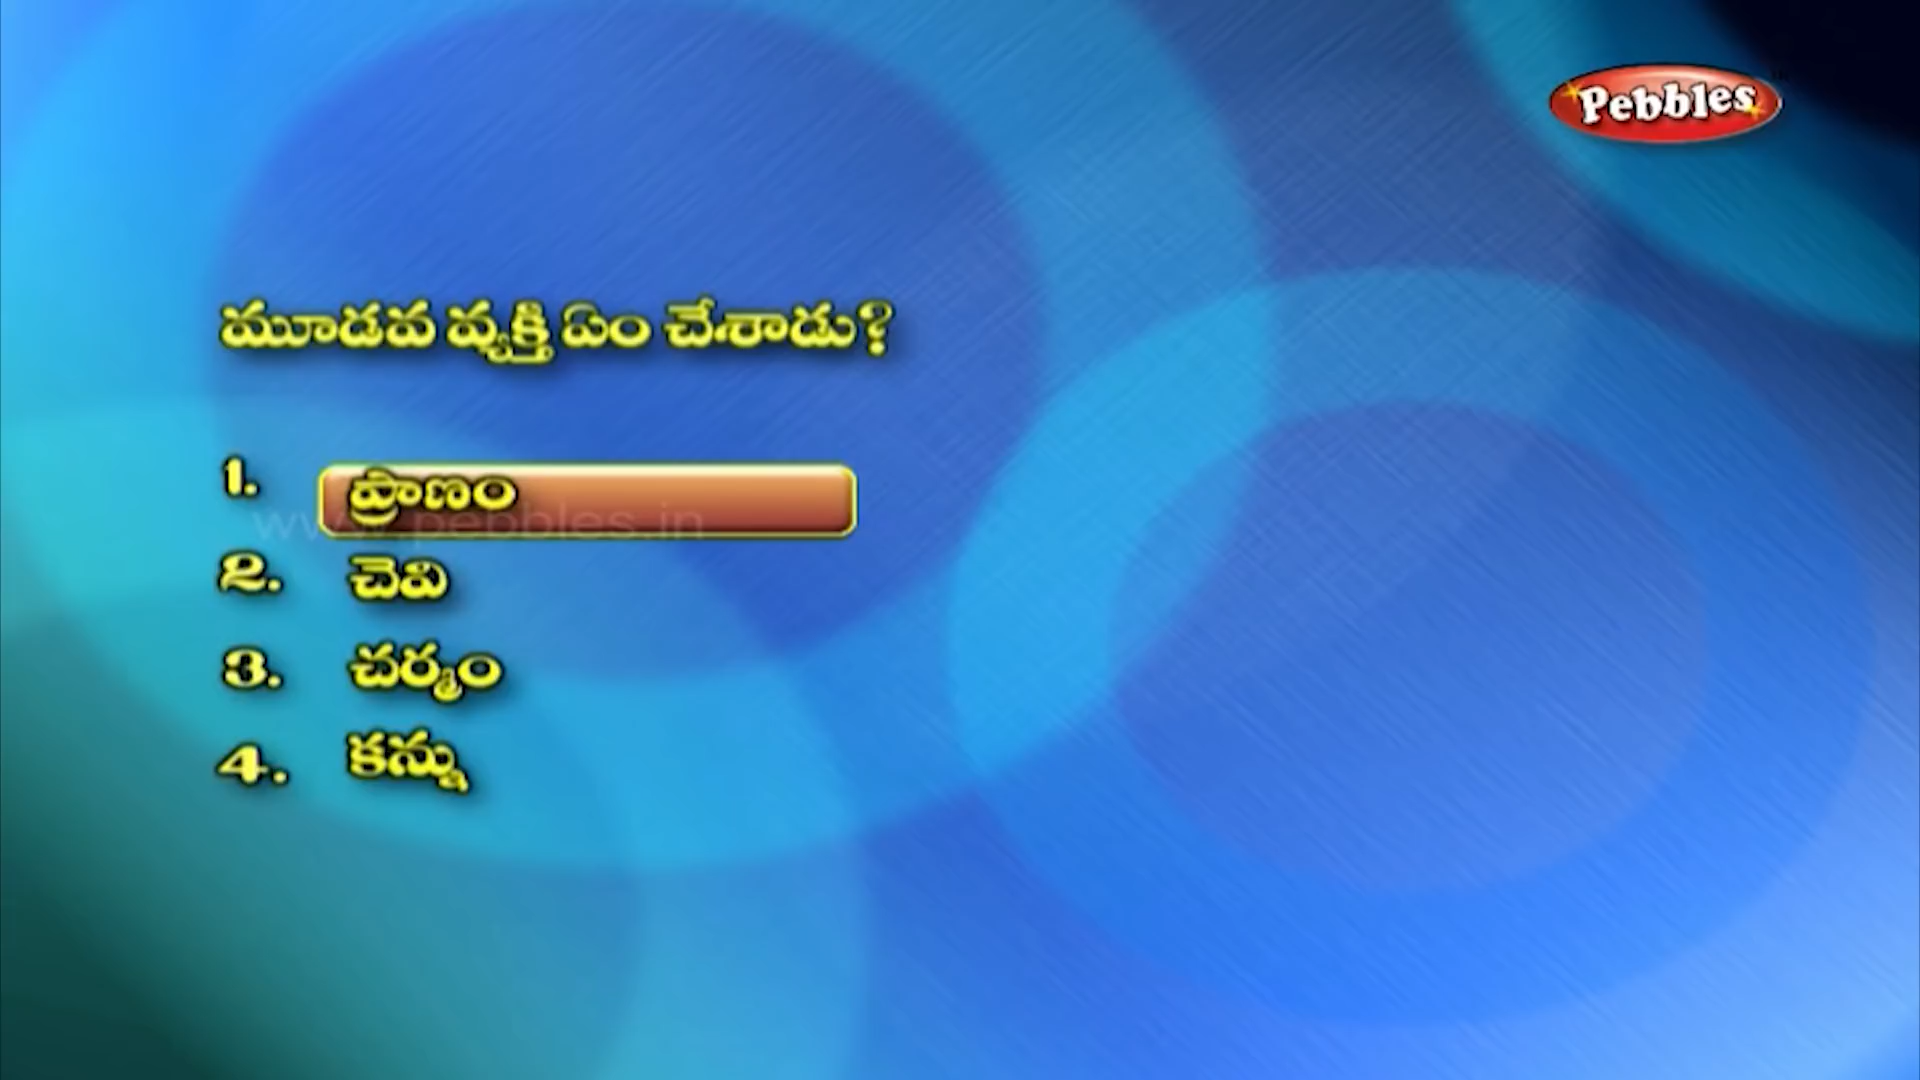 Pebbles
మూడవ వ్యక్తి ఏం చేశాడు?
1. ప్రాణం
www.pebbles.in
2. చెవి
3. చర్మం
4. కన్ను